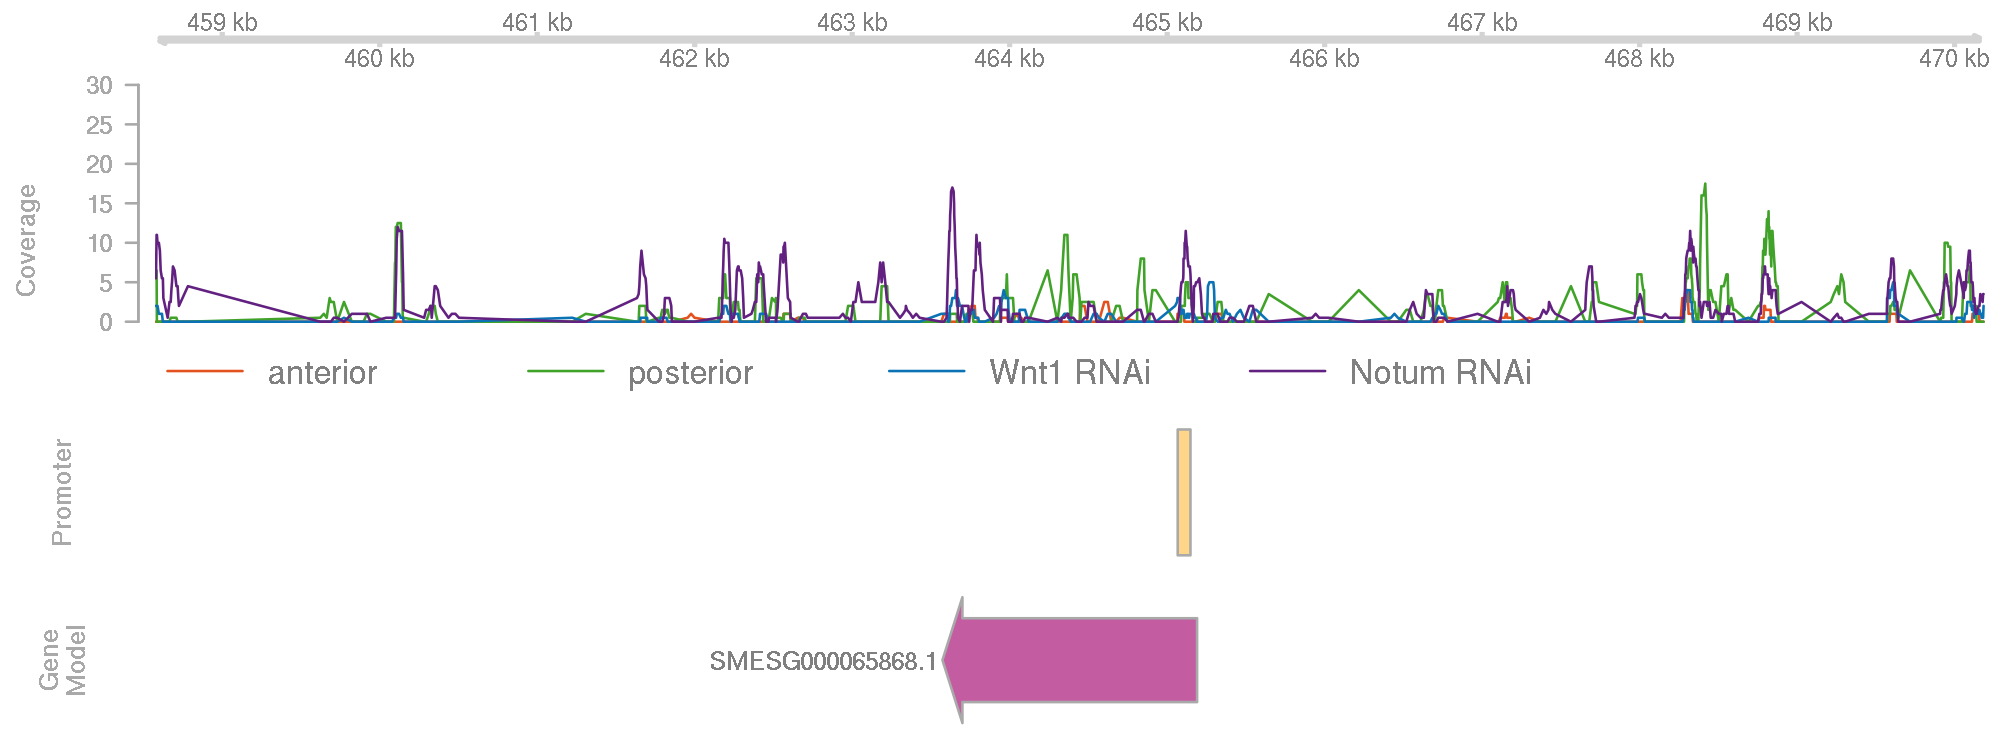 459 kb 461 kb 463 kb 465 kb 467 kb 469 kb
460 kb 462 kb 464 kb 466 kb 468 kb 470 kb
30
25
20
15
10
5
0
Coverage
anterior posterior Wnt1 RNAi Notum RNAi
Promoter
Gene
Model
SMESG000065868.1